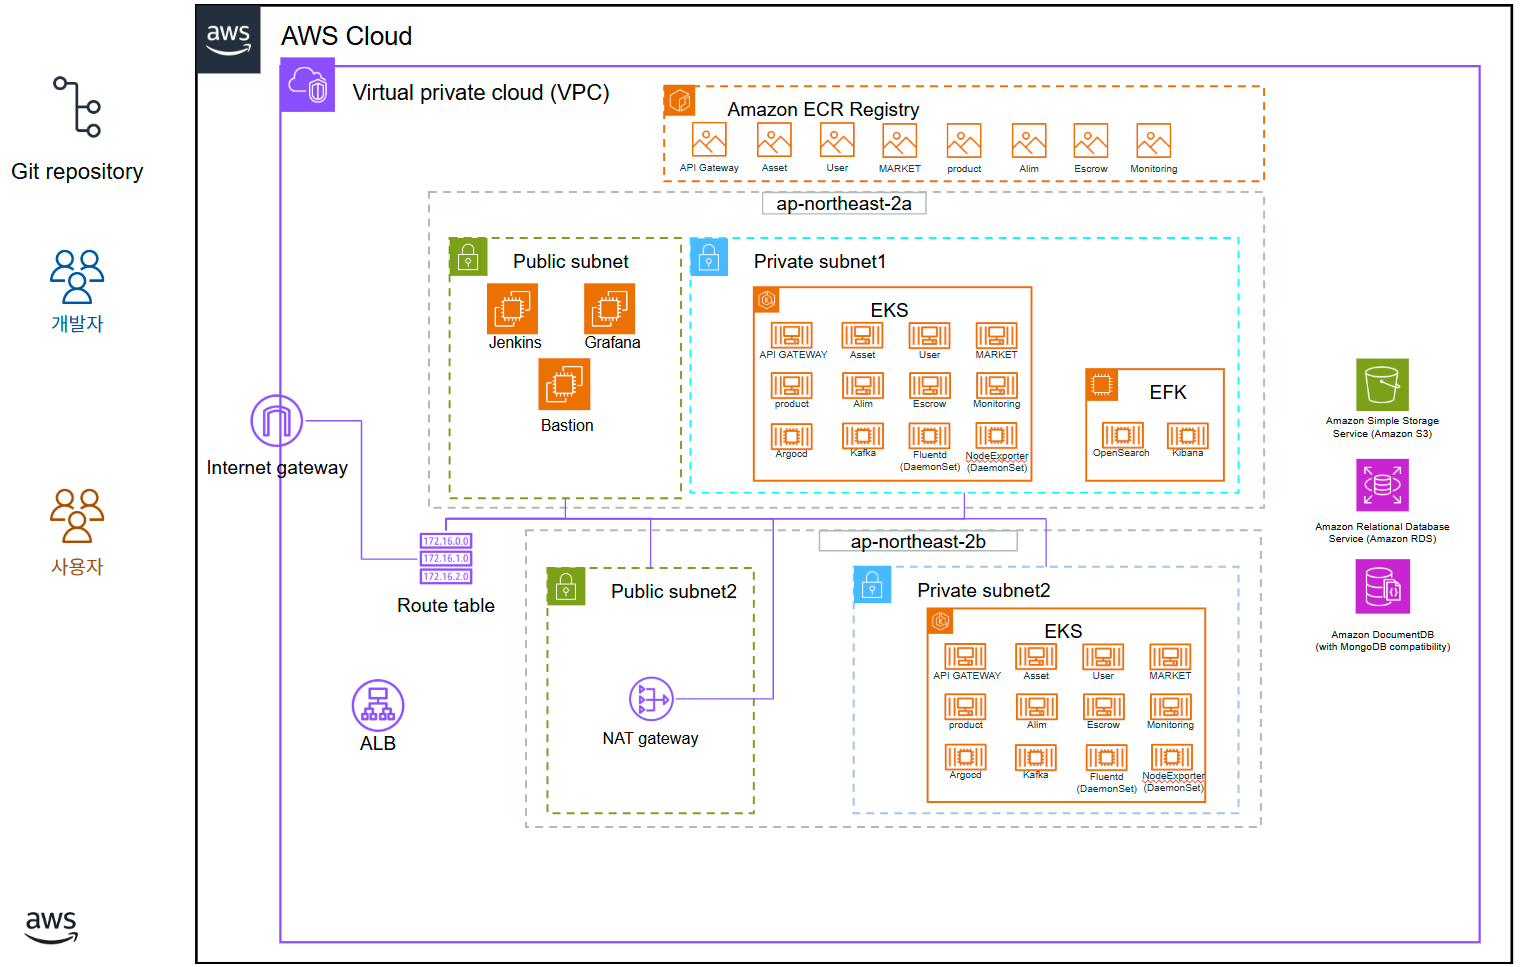 aws
AWS Cloud
Virtual private cloud (VPC)
Git repository
개발자
사용자
Internet gateway
Amazon ECR Registry
API Gateway
Asset
User
MARKET
product
Alim
Escrow
Monitoring
ap-northeast-2a
Public subnet
Jenkins
Grafana
Bastion
Private subnet1
EKS
API GATEWAY
Asset
User
MARKET
product
Alim
Escrow
Monitoring
Argocd
Kafka
Fluentd
(DaemonSet)
NodeExporter
(DaemonSet)
EFK
OpenSearch
Kibana
Amazon Simple Storage
Service (Amazon S3)
Amazon Relational Database
Service (Amazon RDS)
Amazon DocumentDB
(with MongoDB compatibility)
172.16.0.0
172.16.1.0
172.16.2.0
Route table
ALB
ap-northeast-2b
Public subnet2
NAT gateway
Private subnet2
EKS
API GATEWAY
Asset
User
MARKET
product
Alim
Escrow
Monitoring
Argocd
Kafka
Fluentd
(DaemonSet)
NodeExporter
(DaemonSet)
aws